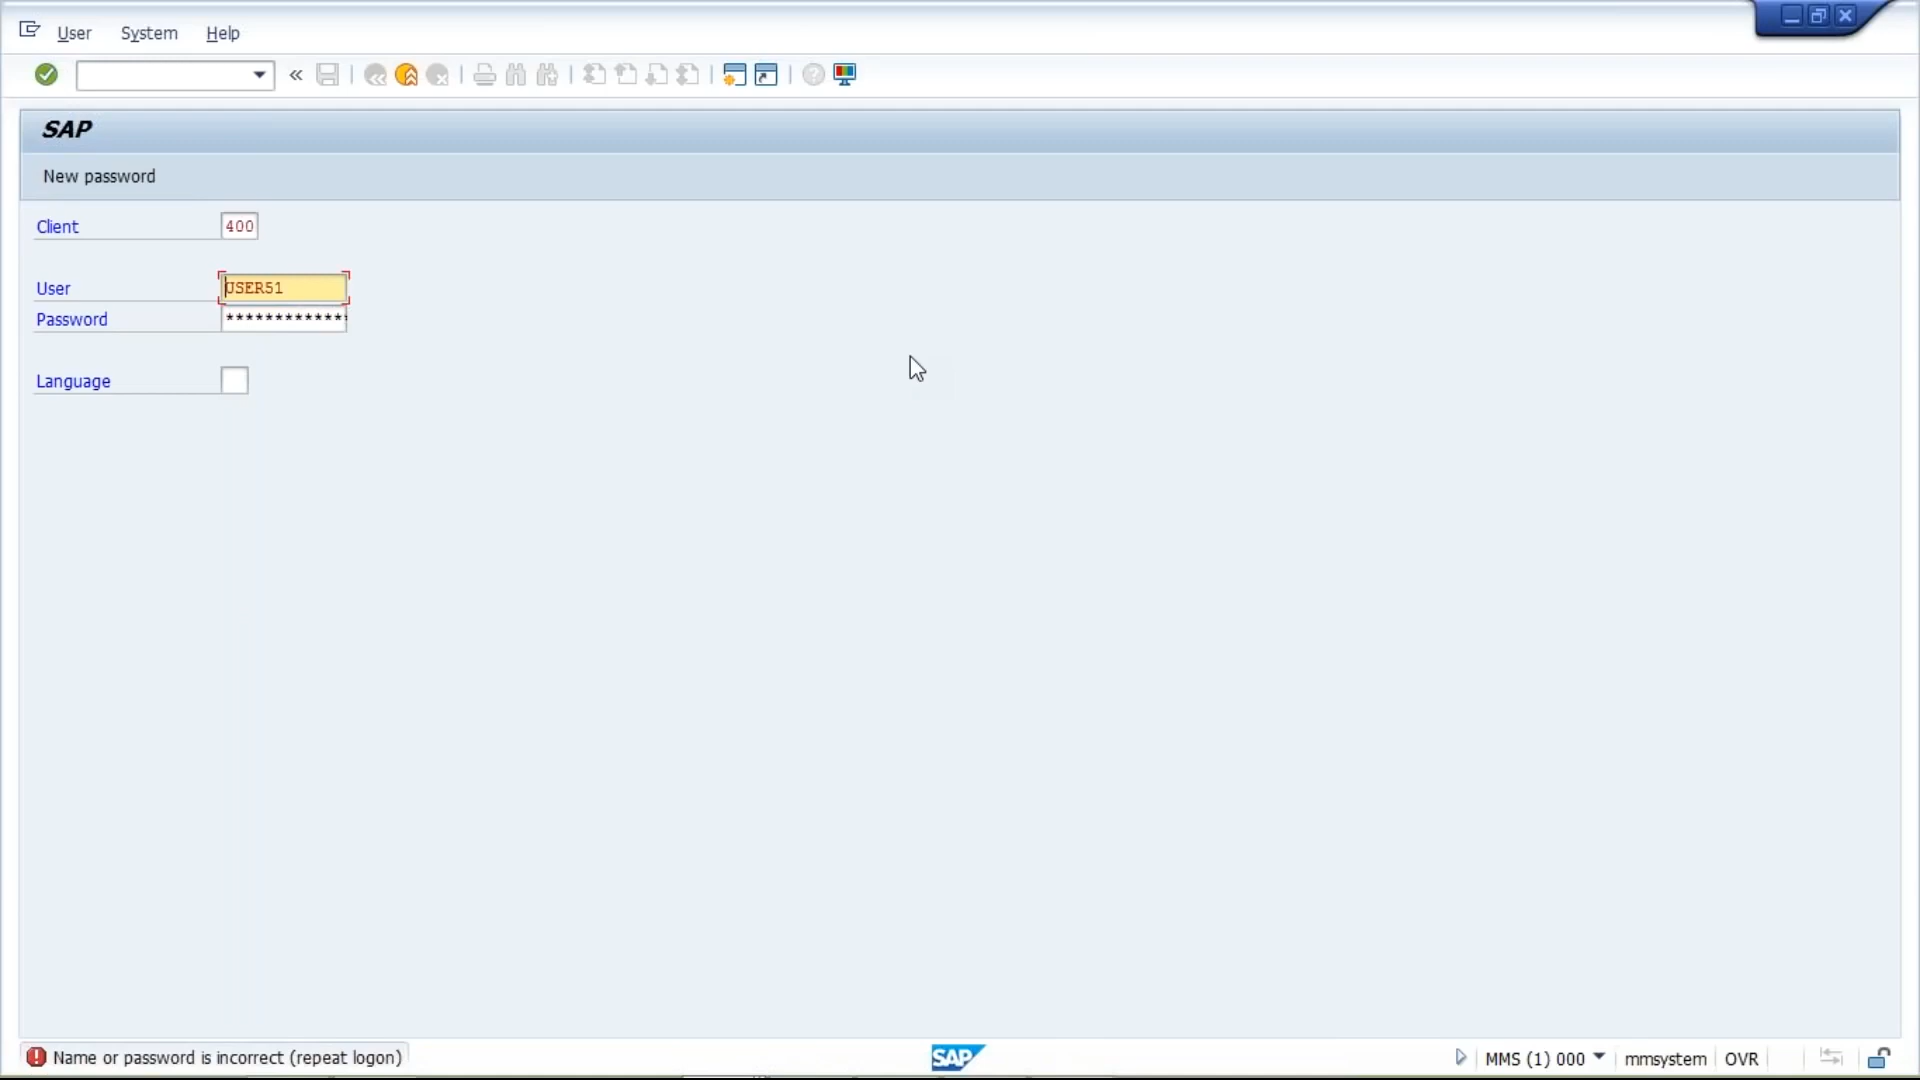 User System Help
SAP
New password
Client 400
User USER51
Password *************
Language
Name or password is incorrect (repeat logon)
SAP
MMS (1) 000
mmsystem
OVR